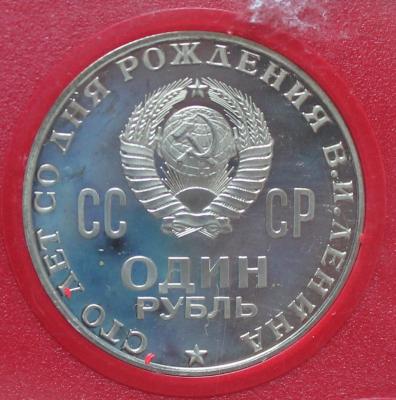 СТО ЛЕТ СО ДНЯ РОЖДЕНИЯ В.И.ЛЕНИНА
СС СР
ОДИН
РУБЛЬ